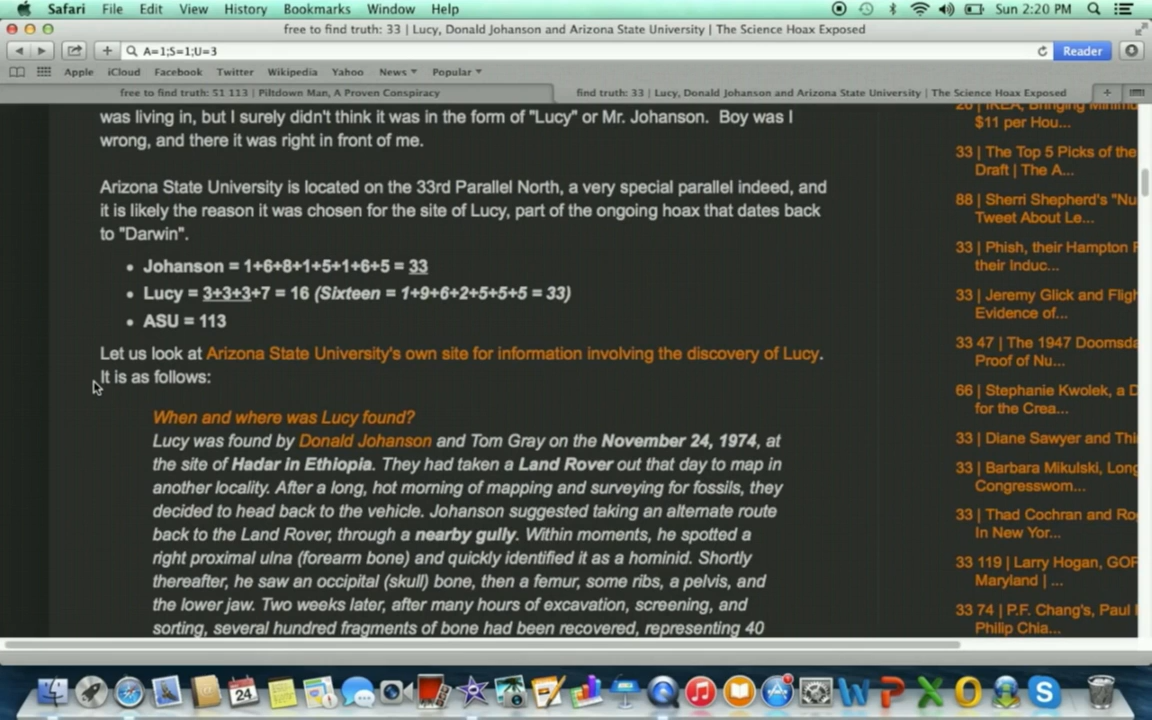 Safari File Edit View History Bookmarks Window Help Sun 2:20 PM
free to find truth: 33 | Lucy, Donald Johanson and Arizona State University | The Science Hoax Exposed
A=1;S=1;U=3 Reader
Apple iCloud Facebook Twitter Wikipedia Yahoo News Popular
free to find truth: 51 113 | Piltdown Man, A Proven Conspiracy
find truth: 33 | Lucy, Donald Johanson and Arizona State University | The Science Hoax Exposed
was living in, but I surely didn't think it was in the form of "Lucy" or Mr. Johanson. Boy was I
wrong, and there it was right in front of me.
Arizona State University is located on the 33rd Parallel North, a very special parallel indeed, and
it is likely the reason it was chosen for the site of Lucy, part of the ongoing hoax that dates back
to "Darwin".
• Johanson = 1+6+8+1+5+1+6+5 = 33
• Lucy = 3+3+3+7 = 16 (Sixteen = 1+9+6+2+5+5+5 = 33)
• ASU = 113
Let us look at Arizona State University's own site for information involving the discovery of Lucy.
It is as follows:
When and where was Lucy found?
Lucy was found by Donald Johanson and Tom Gray on the November 24, 1974, at
the site of Hadar in Ethiopia. They had taken a Land Rover out that day to map in
another locality. After a long, hot morning of mapping and surveying for fossils, they
decided to head back to the vehicle. Johanson suggested taking an alternate route
back to the Land Rover, through a nearby gully. Within moments, he spotted a
right proximal ulna (forearm bone) and quickly identified it as a hominid. Shortly
thereafter, he saw an occipital (skull) bone, then a femur, some ribs, a pelvis, and
the lower jaw. Two weeks later, after many hours of excavation, screening, and
sorting, several hundred fragments of bone had been recovered, representing 40
26 | IKEA, Bringing Minimu
$11 per Hou...
33 | The Top 5 Picks of the
Draft | The A...
88 | Sherri Shepherd's "Nu
Tweet About Le...
33 | Phish, their Hampton
their Induc...
33 | Jeremy Glick and Fligh
Evidence of...
33 47 | The 1947 Doomsda
Proof of Nu...
66 | Stephanie Kwolek, a D
for the Crea...
33 | Diane Sawyer and Thi
33 | Barbara Mikulski, Long
Congresswom...
33 | Thad Cochran and Ro
In New Yor...
33 119 | Larry Hogan, GOP
Maryland | ...
33 74 | P.F. Chang's, Paul
Philip Chia...
24